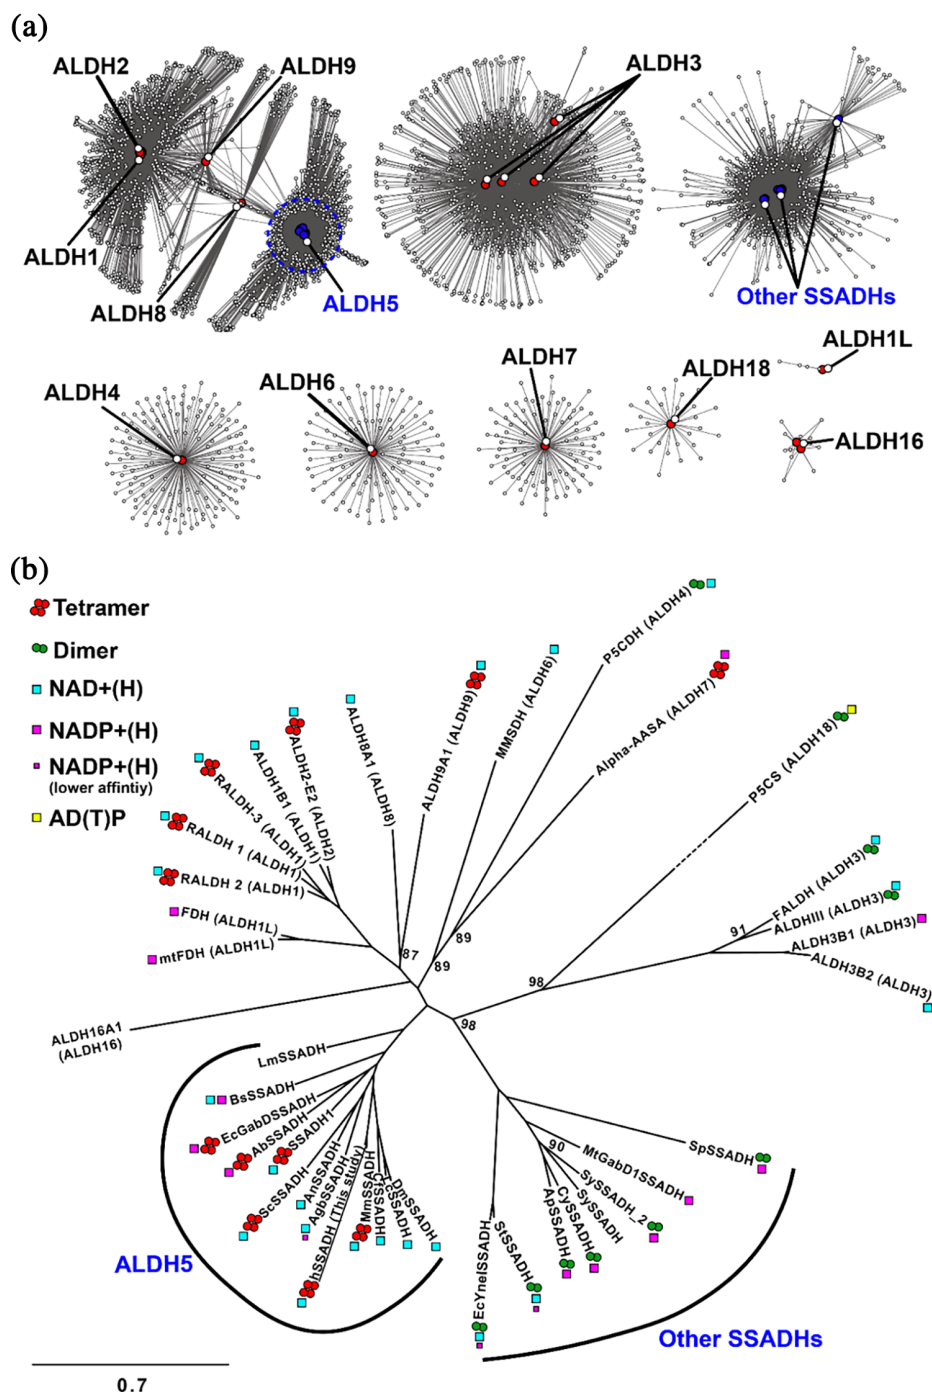 (a)
ALDH2
ALDH9
ALDH3
ALDH1
ALDH8
ALDH5
Other SSADHs
ALDH1L
ALDH7
ALDH18
ALDH6
ALDH4
ALDH16
(b)
Tetramer
Dimer
NAD+(H)
NADP+(H)
NADP+(H)
(lower affintiy)
AD(T)P
P5CDH (ALDH4)
Alpha-AASA (ALDH7)
MMSDH (ALDH6)
ALDH9A1 (ALDH9)
ALDH8A1 (ALDH8)
ALDH2-E2 (ALDH2)
ALDH1B1 (ALDH1)
RALDH-3 (ALDH1)
RALDH 1 (ALDH1)
RALDH 2 (ALDH1)
FDH (ALDH1L)
mtFDH (ALDH1L)
P5CS (ALDH18)
FALDH (ALDH3)
ALDHIII (ALDH3)
ALDH3B1 (ALDH3)
ALDH3B2 (ALDH3)
91
89
87
89
98
98
ALDH16A1
(ALDH16)
LmSSADH
BsSSADH
EcGabDSSADH
AbSSADH
SSADH1
ScSSADH
AnSSADH
AgbSSADH
hSSADH (This study)
MmSSADH
DmSSADH
ALDH5
SpSSADH
MtGabD1SSADH
90
SySSADH_2
SySSADH
CySSADH
ApSSADH
StSSADH
EcYneISSADH
Other SSADHs
0.7